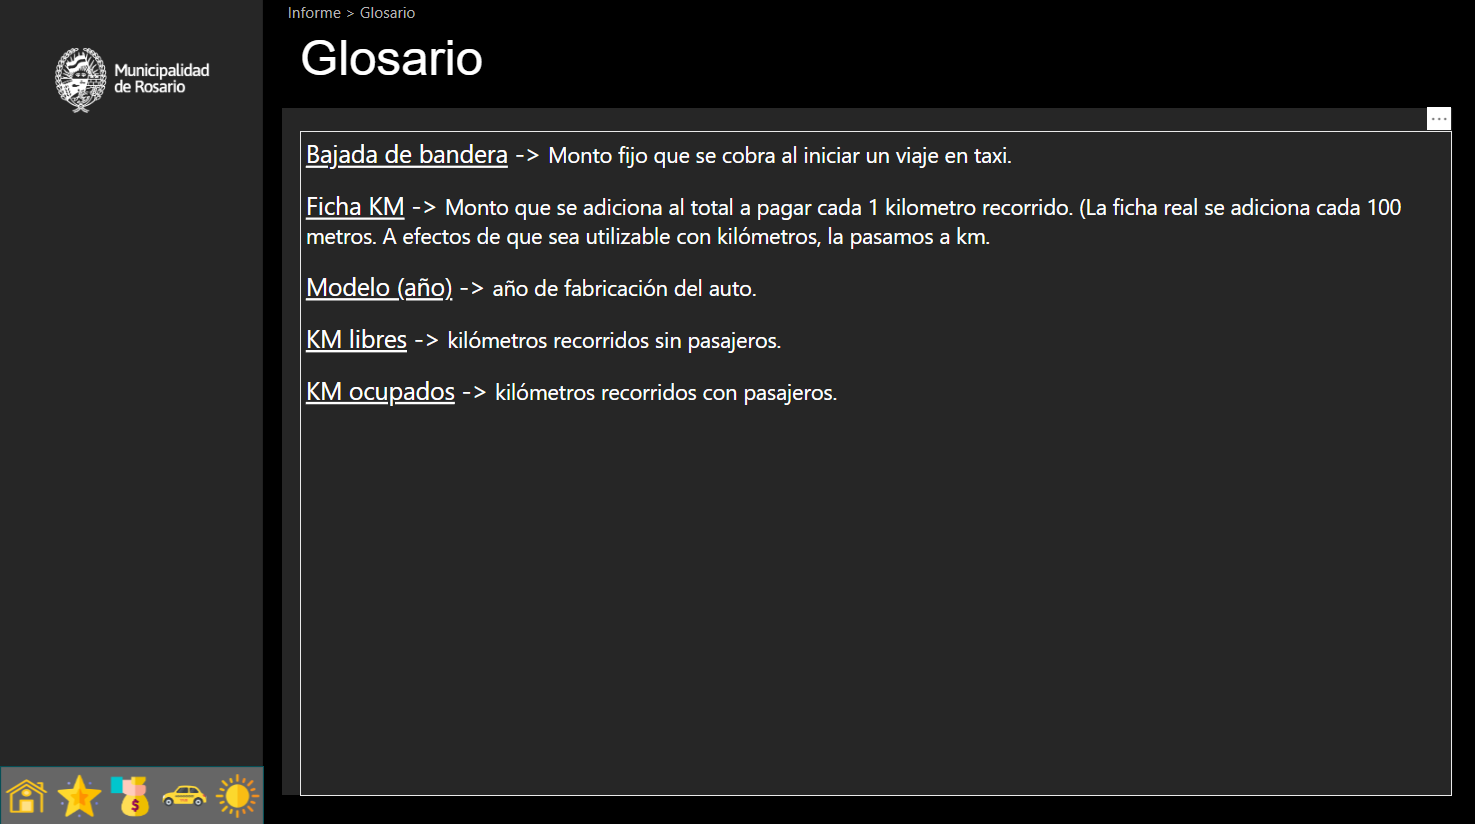 Informe > Glosario
Glosario
Municipalidad
de Rosario
Bajada de bandera -> Monto fijo que se cobra al iniciar un viaje en taxi.
Ficha KM -> Monto que se adiciona al total a pagar cada 1 kilometro recorrido. (La ficha real se adiciona cada 100
metros. A efectos de que sea utilizable con kilómetros, la pasamos a km.
Modelo (año) -> año de fabricación del auto.
KM libres -> kilómetros recorridos sin pasajeros.
KM ocupados -> kilómetros recorridos con pasajeros.
$